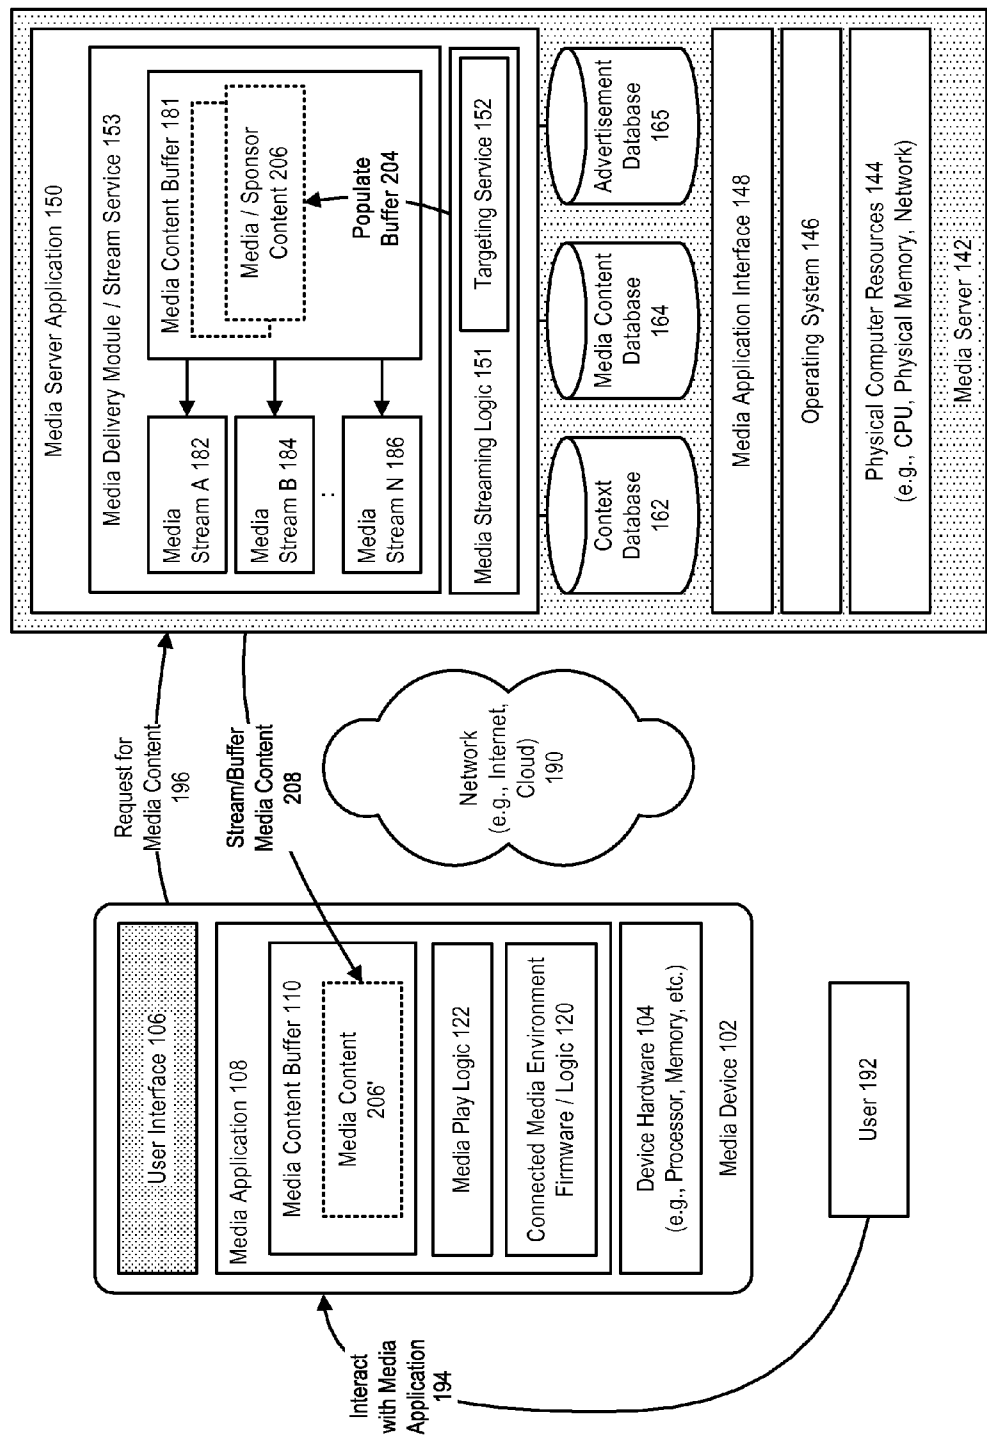 User Interface 106
Media Application 108
Media Content Buffer 110
Media Content
206'
Media Play Logic 122
Connected Media Environment
Firmware / Logic 120
Device Hardware 104
(e.g., Processor, Memory, etc.)
Media Device 102
User 192
Interact
with Media
Application
194
Request for
Media Content
196
Stream/Buffer
Media Content
208
Network
(e.g., Internet,
Cloud)
190
Media Server Application 150
Media Delivery Module / Stream Service 153
Media
Stream A 182
Media
Stream B 184
...
Media
Stream N 186
Media Content Buffer 181
Media / Sponsor
Content 206
Populate
Buffer 204
Media Streaming Logic 151
Targeting Service 152
Context
Database
162
Media Content
Database
164
Advertisement
Database
165
Media Application Interface 148
Operating System 146
Physical Computer Resources 144
(e.g., CPU, Physical Memory, Network)
Media Server 142